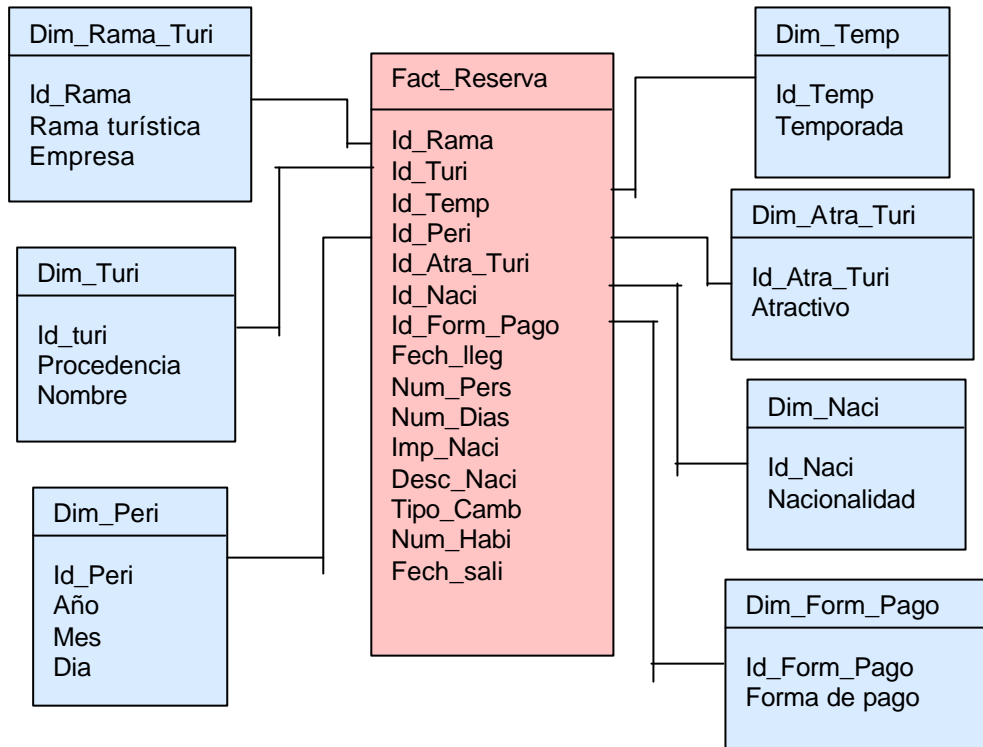 Dim_Rama_Turi
Id_Rama
Rama turística
Empresa
Dim_Turi
Id_turi
Procedencia
Nombre
Dim_Peri
Id_Peri
Año
Mes
Dia
Fact_Reserva
Id_Rama
Id_Turi
Id_Temp
Id_Peri
Id_Atra_Turi
Id_Naci
Id_Form_Pago
Fech_lleg
Num_Pers
Num_Dias
Imp_Naci
Desc_Naci
Tipo_Camb
Num_Habi
Fech_sali
Dim_Temp
Id_Temp
Temporada
Dim_Atra_Turi
Id_Atra_Turi
Atractivo
Dim_Naci
Id_Naci
Nacionalidad
Dim_Form_Pago
Id_Form_Pago
Forma de pago